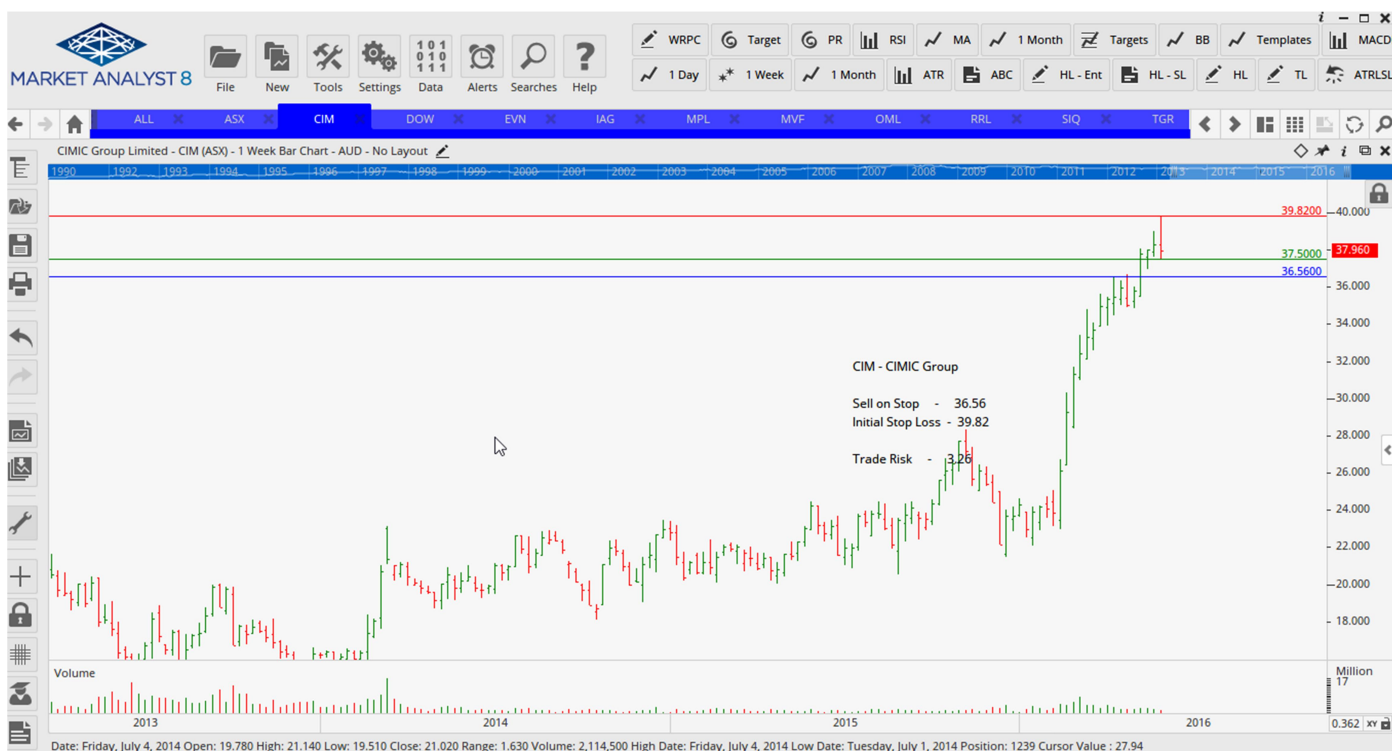 i
WRPC Target PR RSI MA 1 Month Targets BB Templates MACD
MARKET ANALYST 8
101
010
111
File New Tools Settings Data Alerts Searches Help
1 Day 1 Week 1 Month ATR ABC HL - Ent HL - SL HL TL ATRLSL
ALL ASX CIM DOW EVN IAG MPL MVF OML RRL SIQ TGR
CIMIC Group Limited - CIM (ASX) - 1 Week Bar Chart - AUD - No Layout
i
1990 1992 1993 1994 1995 1996 1997 1998 1999 2000 2001 2002 2003 2004 2005 2006 2007 2008 2009 2010 2011 2012 2013 2014 2015 2016
39.8200
40.000
37.5000
37.960
36.5600
36.000
34.000
32.000
CIM - CIMIC Group
30.000
Sell on Stop - 36.56
Initial Stop Loss - 39.82
28.000
Trade Risk - 3.26
26.000
24.000
22.000
20.000
18.000
Volume
Million
17
2013 2014 2015 2016
0.362 XY
Date: Friday, July 4, 2014 Open: 19.780 High: 21.140 Low: 19.510 Close: 21.020 Range: 1.630 Volume: 2,114,500 High Date: Friday, July 4, 2014 Low Date: Tuesday, July 1, 2014 Position: 1239 Cursor Value : 27.94